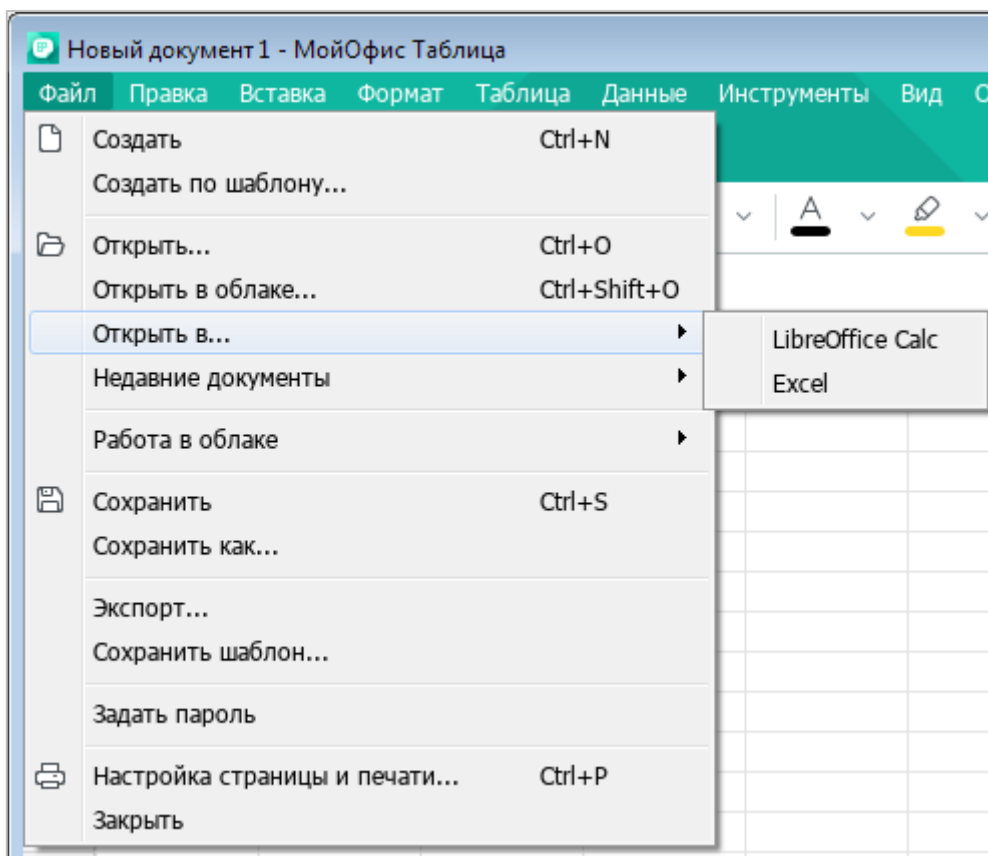 Новый документ 1 - МойОфис Таблица
Файл Правка Вставка Формат Таблица Данные Инструменты Вид
Создать Ctrl+N
Создать по шаблону...
Открыть... Ctrl+O
Открыть в облаке... Ctrl+Shift+O
Открыть в...
LibreOffice Calc
Недавние документы
Excel
Работа в облаке
Сохранить Ctrl+S
Сохранить как...
Экспорт...
Сохранить шаблон...
Задать пароль
Настройка страницы и печати... Ctrl+P
Закрыть